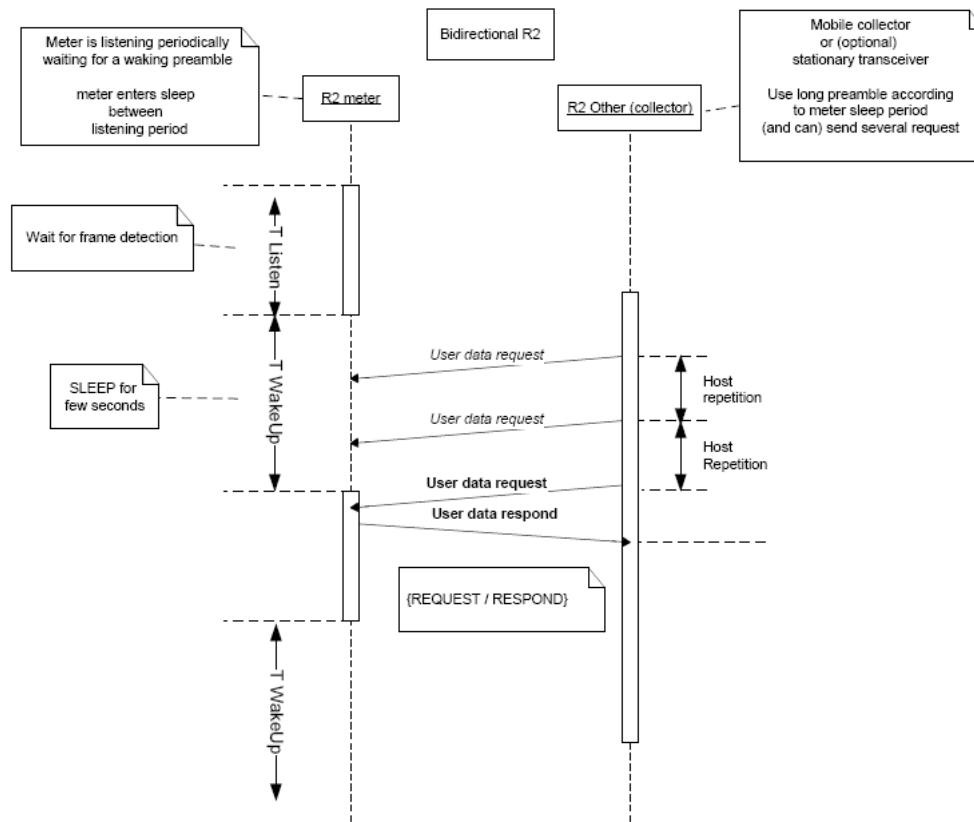 Bidirectional R2
Meter is listening periodically
waiting for a waking preamble
meter enters sleep
between
listening period
R2 meter
R2 Other (collector)
Mobile collector
or (optional)
stationary transceiver
Use long preamble according
to meter sleep period
(and can) send several request
Wait for frame detection
T Listen
SLEEP for
few seconds
T WakeUp
User data request
Host
repetition
User data request
Host
Repetition
User data request
User data respond
{REQUEST / RESPOND}
T WakeUp